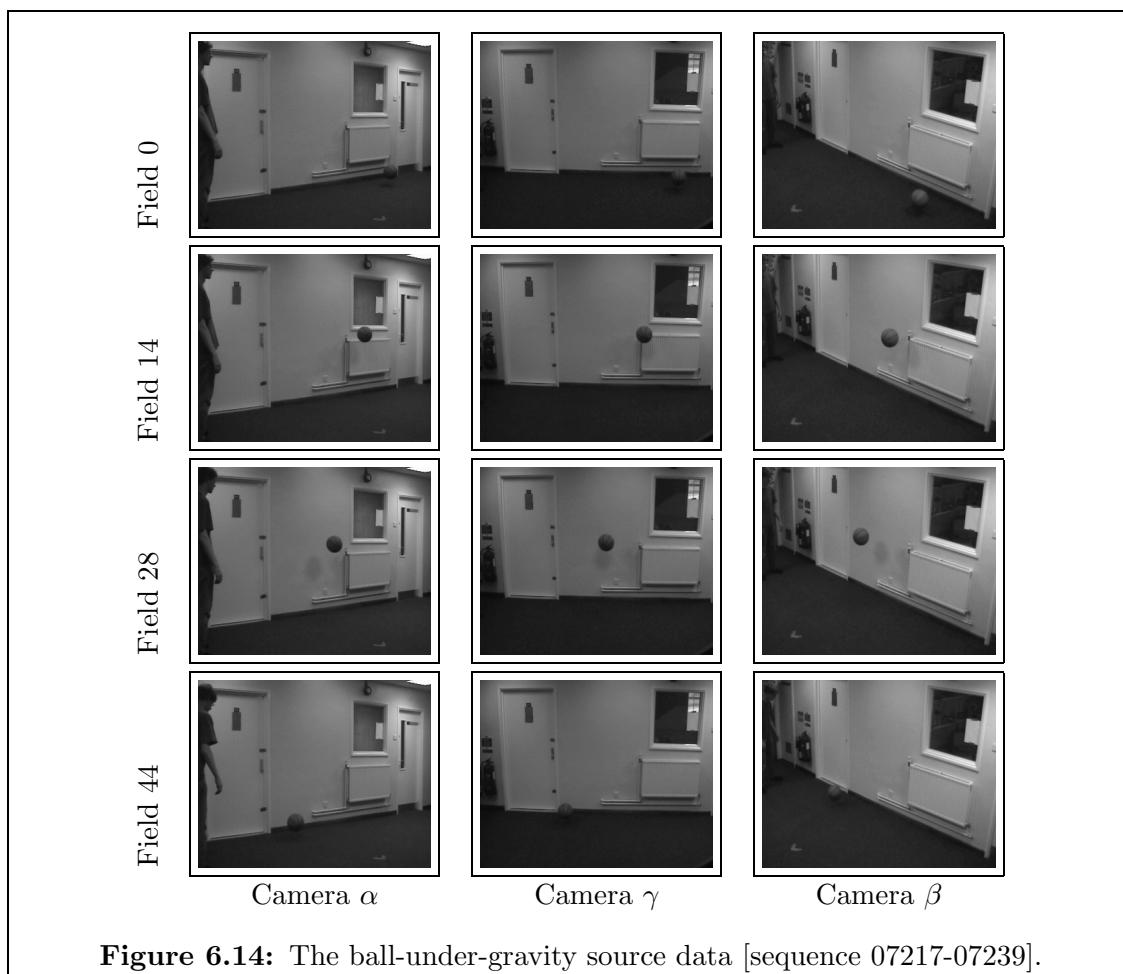 Field 0
Field 14
Field 28
Field 44
Camera α Camera γ Camera β
Figure 6.14: The ball-under-gravity source data [sequence 07217-07239].